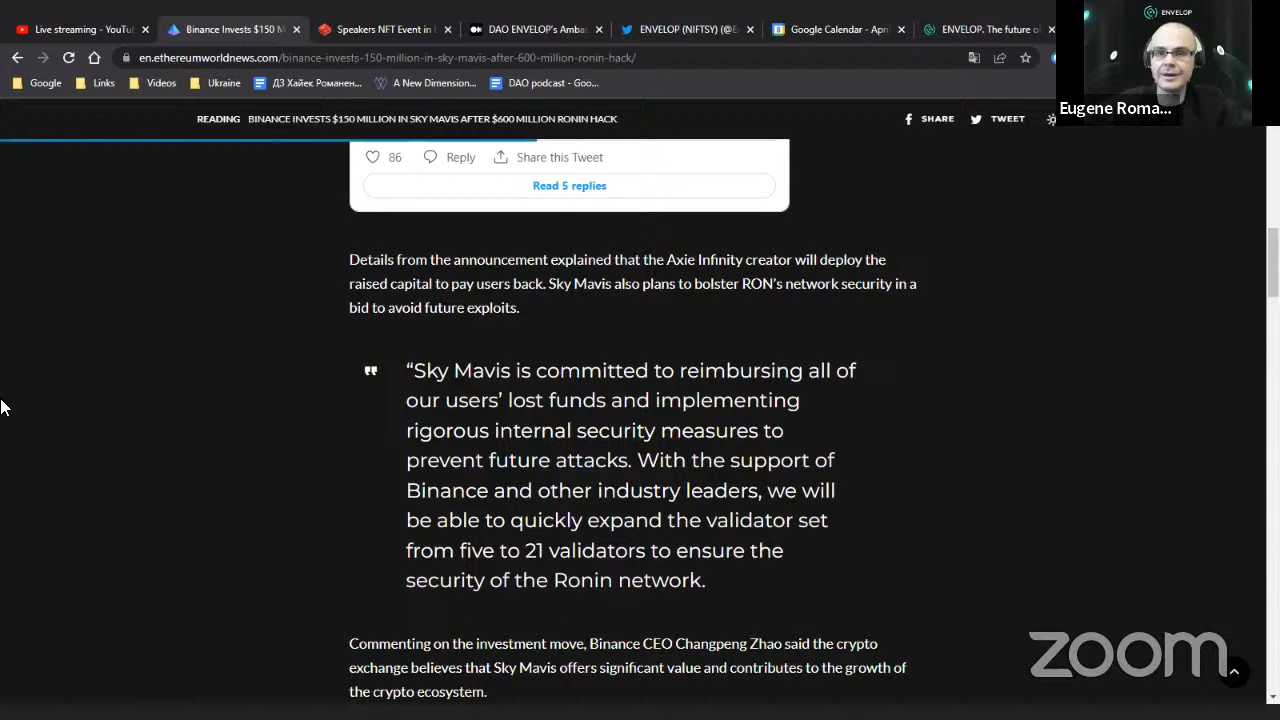 Live streaming - YouTu
Binance Invests $150 M
Speakers NFT Event in
DAO ENVELOP's Ambas
ENVELOP (NIFTSY) (@E
Google Calendar - Apri
ENVELOP. The future o
ENVELOP
en.ethereumworldnews.com/binance-invests-150-million-in-sky-mavis-after-600-million-ronin-hack/
Google
Links
Videos
Ukraine
ДЗ Хайек Романен...
A New Dimension...
DAO podcast - Goo...
Eugene Roma...
READING BINANCE INVESTS $150 MILLION IN SKY MAVIS AFTER $600 MILLION RONIN HACK
SHARE
TWEET
86
Reply
Share this Tweet
Read 5 replies
Details from the announcement explained that the Axie Infinity creator will deploy the
raised capital to pay users back. Sky Mavis also plans to bolster RON's network security in a
bid to avoid future exploits.
“Sky Mavis is committed to reimbursing all of
our users’ lost funds and implementing
rigorous internal security measures to
prevent future attacks. With the support of
Binance and other industry leaders, we will
be able to quickly expand the validator set
from five to 21 validators to ensure the
security of the Ronin network.
Commenting on the investment move, Binance CEO Changpeng Zhao said the crypto
exchange believes that Sky Mavis offers significant value and contributes to the growth of
the crypto ecosystem.
zoom